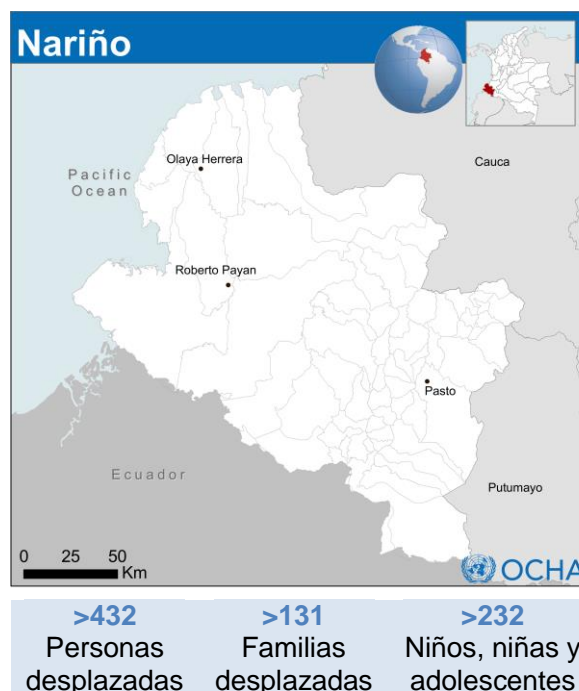 Nariño
Olaya Herrera
Cauca
Pacific
Ocean
Roberto Payan
Pasto
Ecuador
Putumayo
0 25 50
Km
OCHA
>432
Personas
desplazadas
>131
Familias
desplazadas
>232
Niños, niñas y
adolescentes